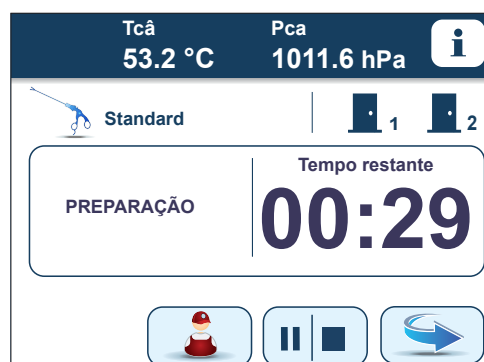 Tcâ
Pca
53.2 °C
1011.6 hPa
i
Standard
1
2
Tempo restante
PREPARAÇÃO
00:29